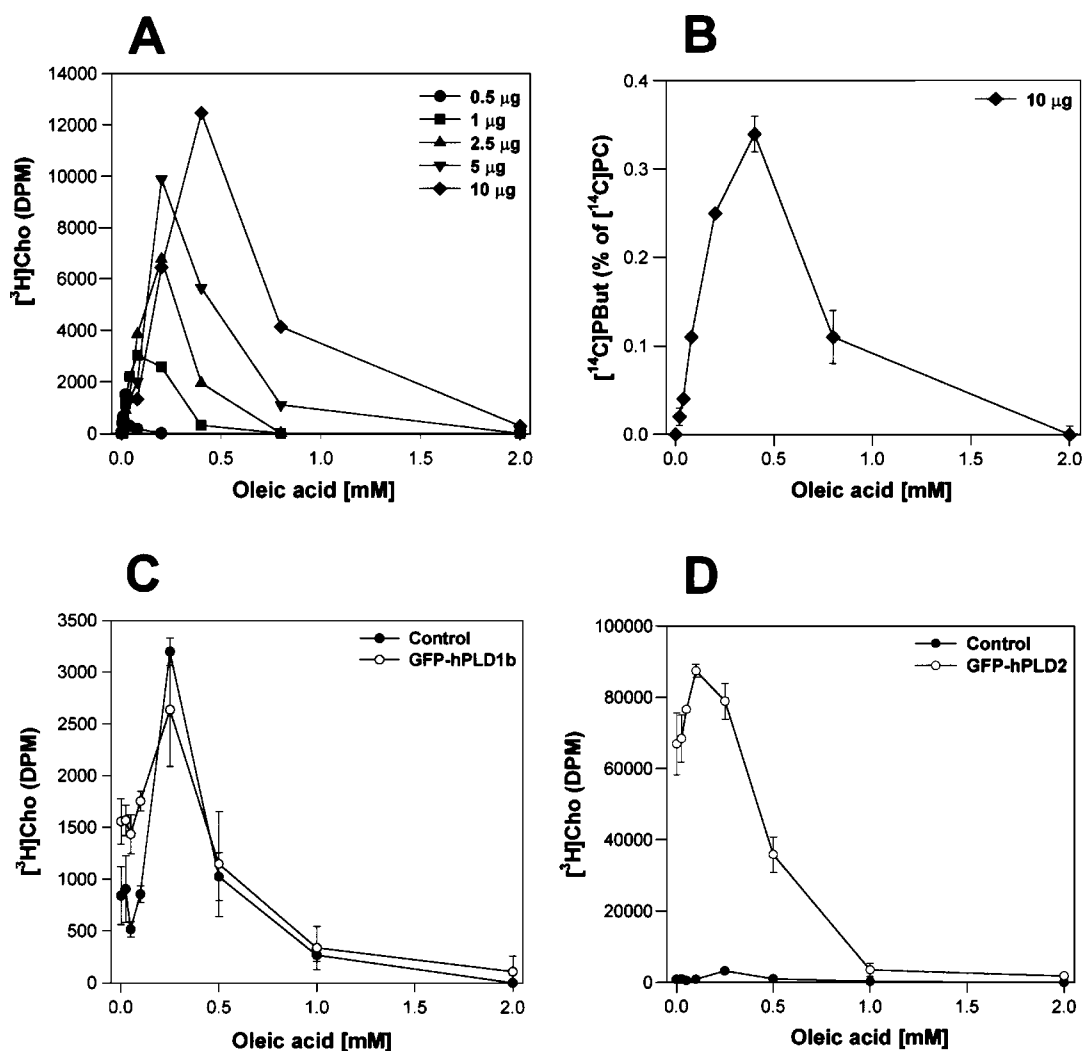 A
[³H]Cho (DPM)
14000
12000
10000
8000
6000
4000
2000
0
0.0 0.5 1.0 1.5 2.0
Oleic acid [mM]
0.5 μg
1 μg
2.5 μg
5 μg
10 μg
B
[¹⁴C]PBut (% of [¹⁴C]PC)
0.4
0.3
0.2
0.1
0.0
0.0 0.5 1.0 1.5 2.0
Oleic acid [mM]
10 μg
C
[³H]Cho (DPM)
3500
3000
2500
2000
1500
1000
500
0
0.0 0.5 1.0 1.5 2.0
Oleic acid [mM]
Control
GFP-hPLD1b
D
[³H]Cho (DPM)
100000
80000
60000
40000
20000
0
0.0 0.5 1.0 1.5 2.0
Oleic acid [mM]
Control
GFP-hPLD2